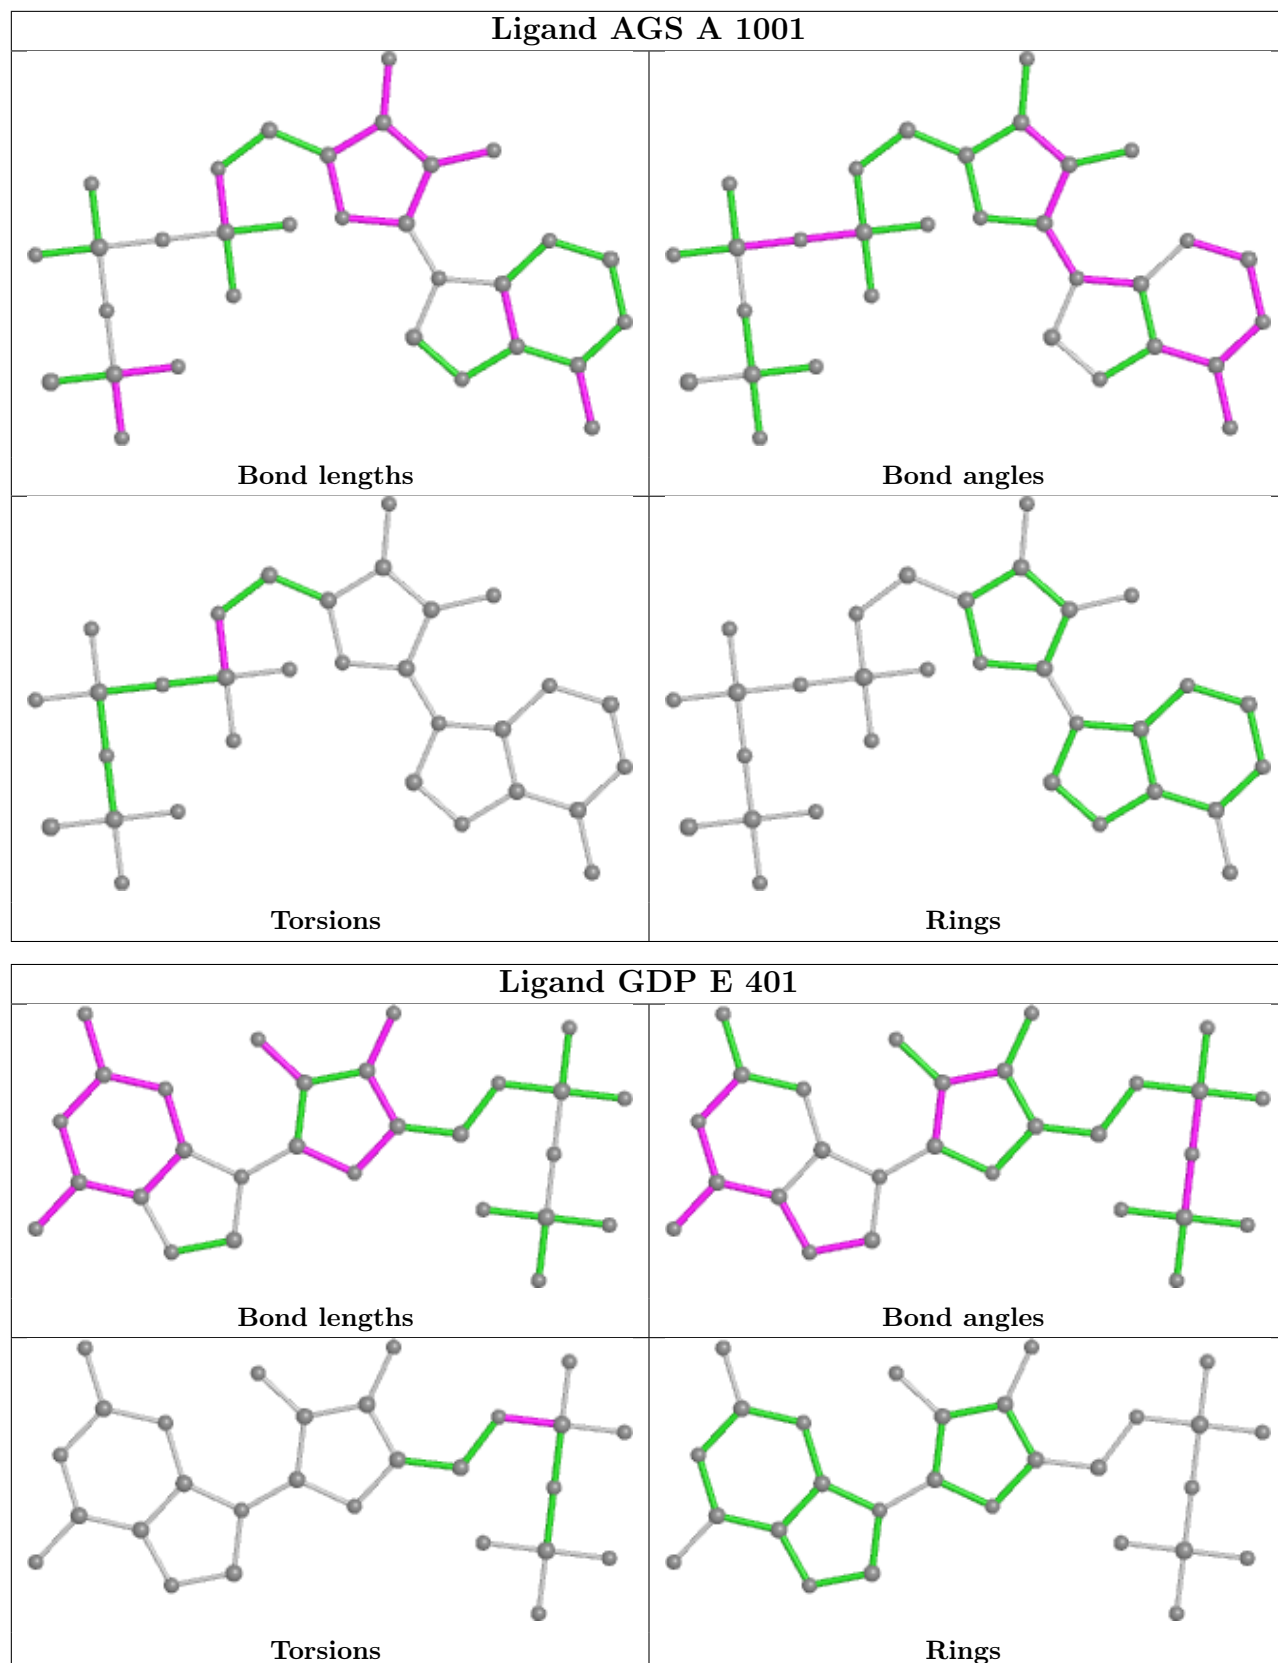 Ligand AGS A 1001
Bond lengths
Bond angles
Torsions
Rings
Ligand GDP E 401
Bond lengths
Bond angles
Torsions
Rings